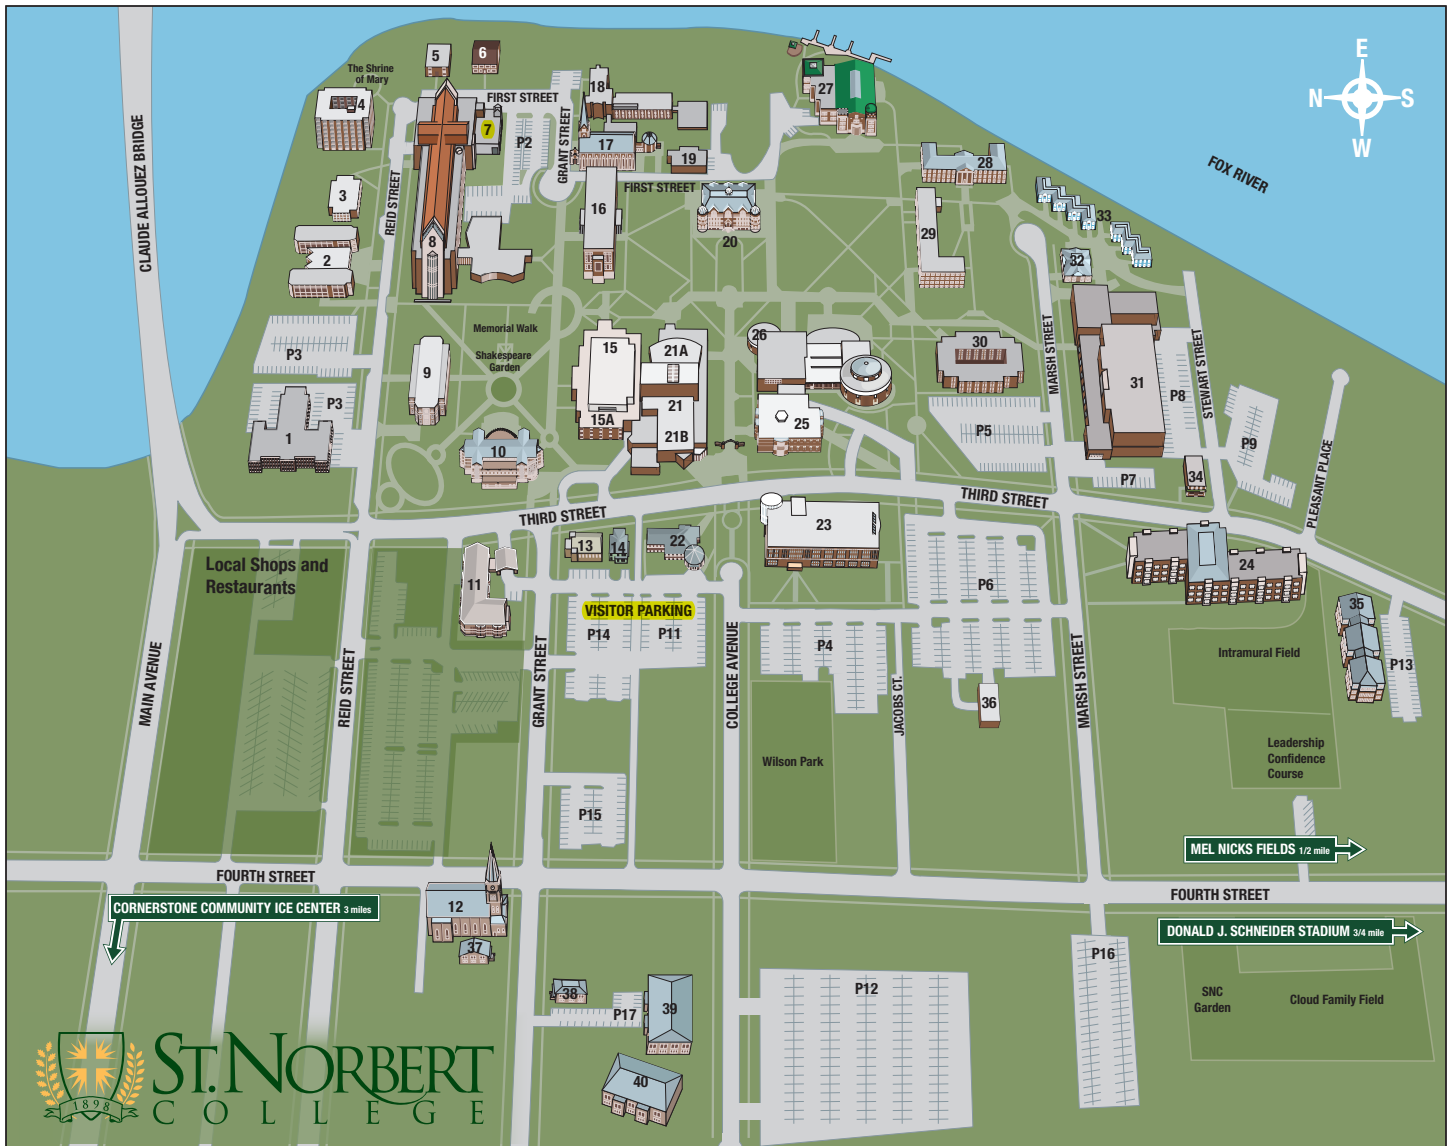 E
N
S
W
FOX RIVER
CLAUDE ALLOUEZ BRIDGE
The Shrine
of Mary
5
6
4
FIRST STREET
7
P2
GRANT STREET
18
17
19
27
28
3
REID STREET
8
2
16
FIRST STREET
20
29
33
32
P3
P3
1
9
Memorial Walk
Shakespeare
Garden
10
15
15A
21A
21
21B
26
25
30
P5
MARSH STREET
31
P8
STEWART STREET
P7
34
P9
PLEASANT PLACE
THIRD STREET
THIRD STREET
Local Shops and
Restaurants
11
13
14
22
23
24
35
P13
VISITOR PARKING
P14
P11
P4
P6
36
MAIN AVENUE
REID STREET
GRANT STREET
COLLEGE AVENUE
JACOBS CT.
MARSH STREET
Intramural Field
Leadership
Confidence
Course
Wilson Park
P15
MEL NICKS FIELDS 1/2 mile
FOURTH STREET
FOURTH STREET
CORNERSTONE COMMUNITY ICE CENTER 3 miles
12
37
DONALD J. SCHNEIDER STADIUM 3/4 mile
P16
SNC
Garden
Cloud Family Field
P12
38
P17
39
40
1898
ST. NORBERT
COLLEGE